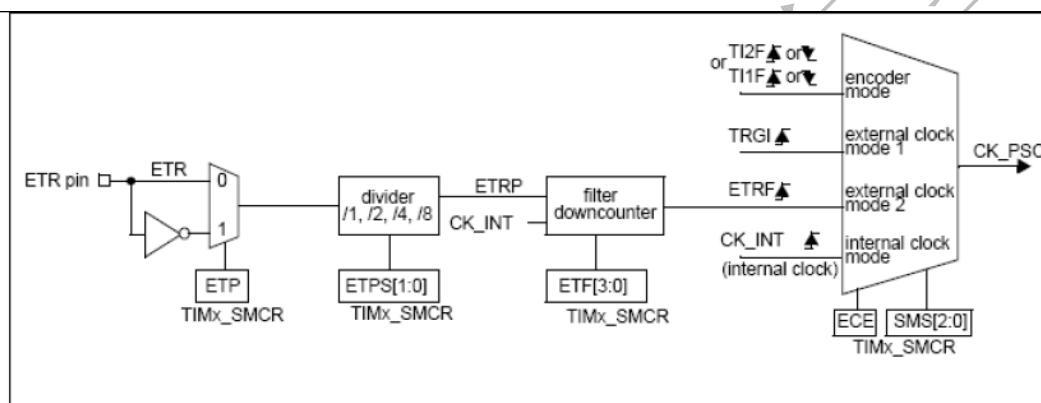 TI2F or
or TI1F or
encoder
mode
TRGI
external clock
mode 1
CK_PSC
ETR pin
ETR
0
1
divider
/1, /2, /4, /8
ETRP
CK_INT
filter
downcounter
ETRF
external clock
mode 2
CK_INT
(internal clock)
internal clock
mode
ETP
TIMx_SMCR
ETPS[1:0]
TIMx_SMCR
ETF[3:0]
TIMx_SMCR
ECE
SMS[2:0]
TIMx_SMCR